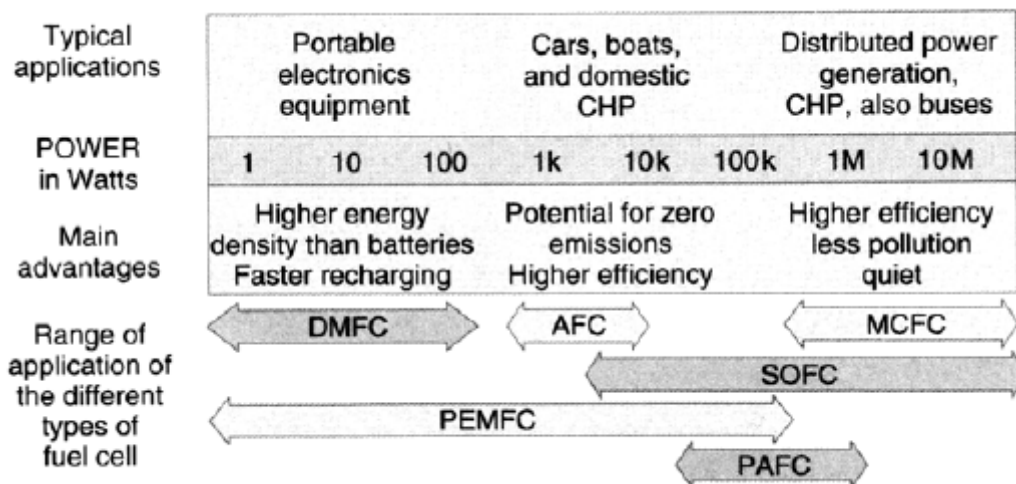 Typical
applications
Portable
electronics
equipment
Cars, boats,
and domestic
CHP
Distributed power
generation,
CHP, also buses
POWER
in Watts
1 10 100 1k 10k 100k 1M 10M
Main
advantages
Higher energy
density than batteries
Faster recharging
Potential for zero
emissions
Higher efficiency
Higher efficiency
less pollution
quiet
Range of
application of
the different
types of
fuel cell
DMFC
AFC
MCFC
SOFC
PEMFC
PAFC